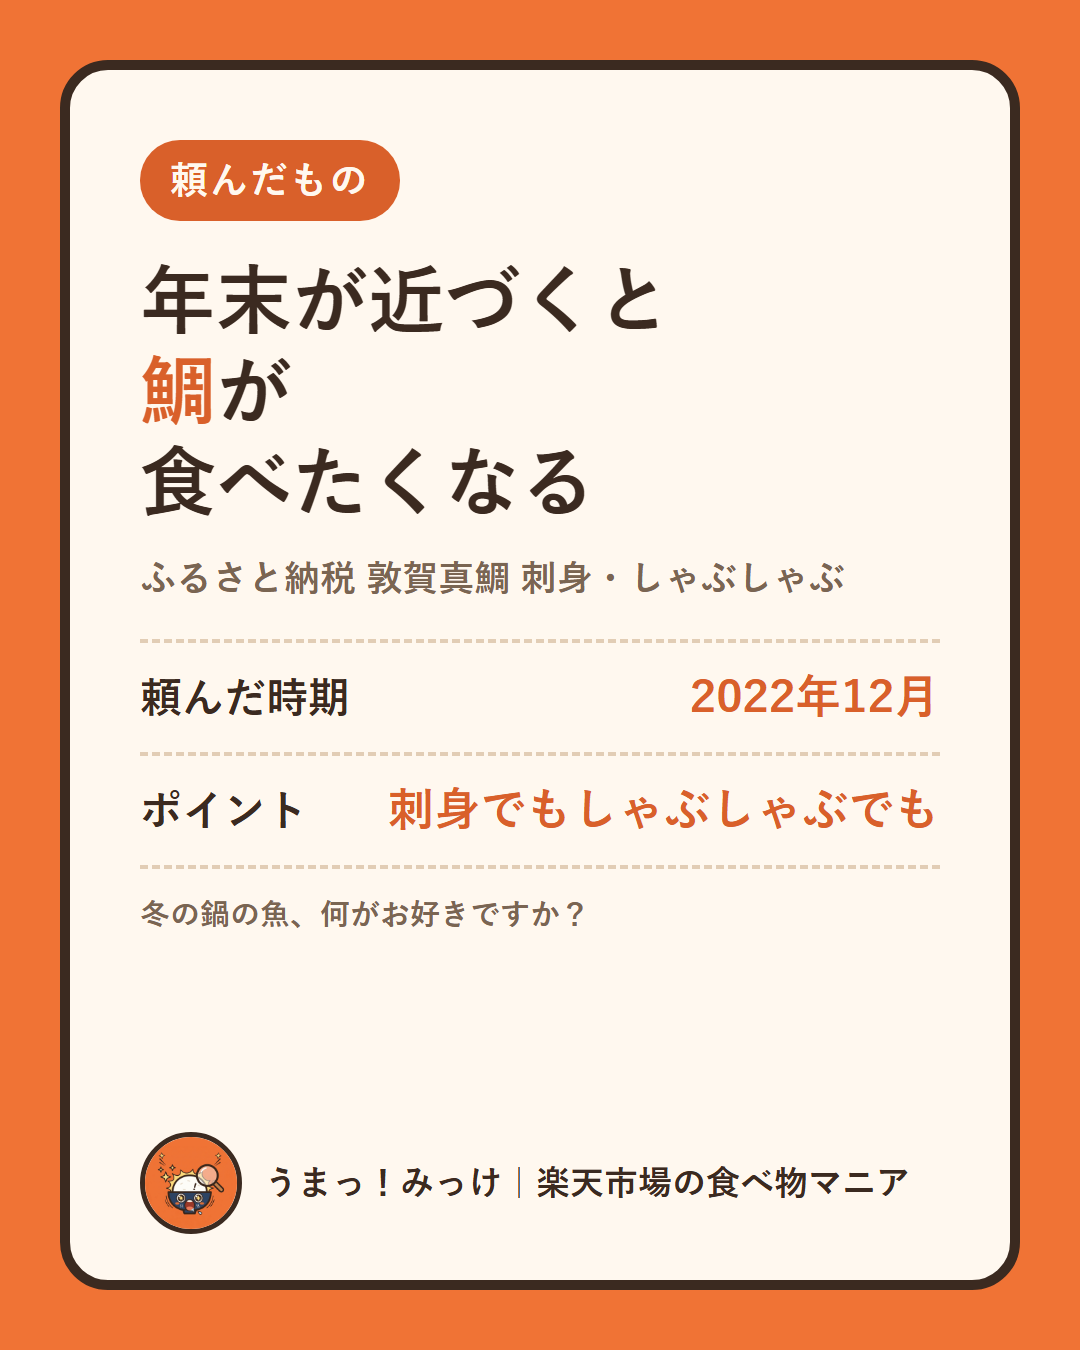 頼んだもの
年末が近づくと
鯛が
食べたくなる
ふるさと納税 敦賀真鯛 刺身・しゃぶしゃぶ
頼んだ時期 2022年12月
ポイント 刺身でもしゃぶしゃぶでも
冬の鍋の魚、何がお好きですか？
うまっ！みっけ｜楽天市場の食べ物マニア